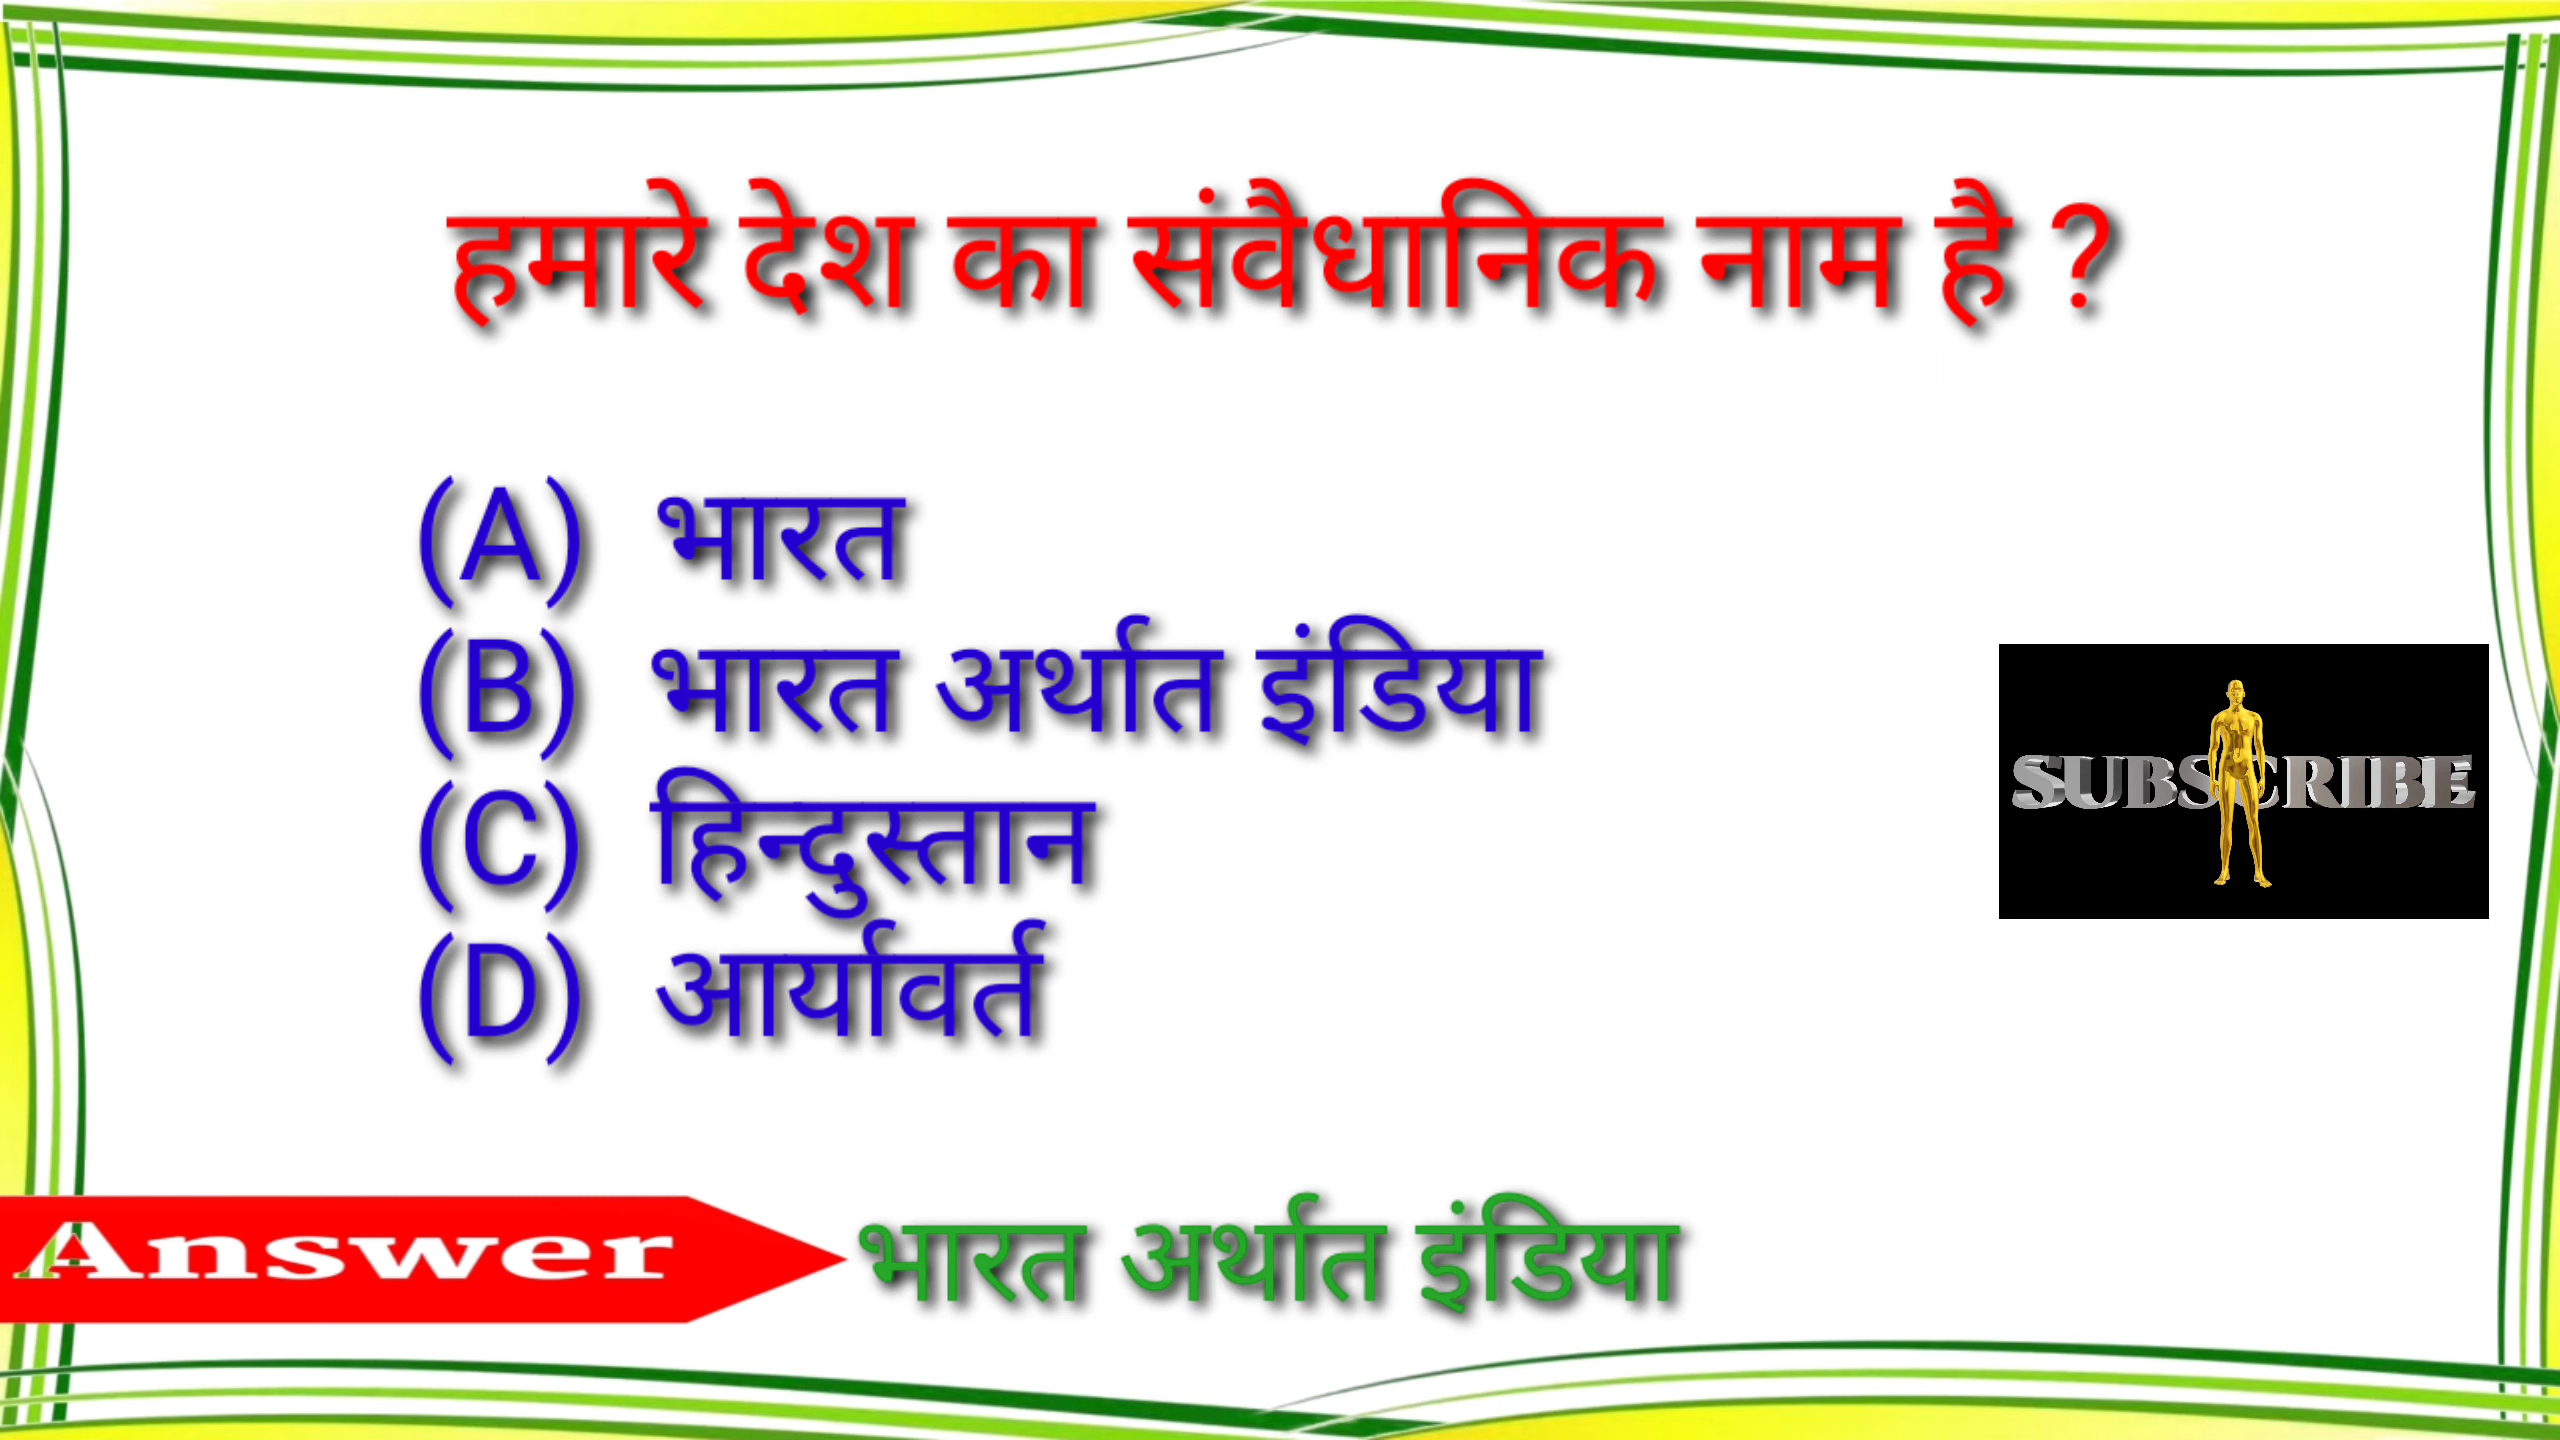 हमारे देश का संवैधानिक नाम है ?
(A) भारत
(B) भारत अर्थात इंडिया
(C) हिन्दुस्तान
(D) आर्यावर्त
SUBSCRIBE
Answer भारत अर्थात इंडिया